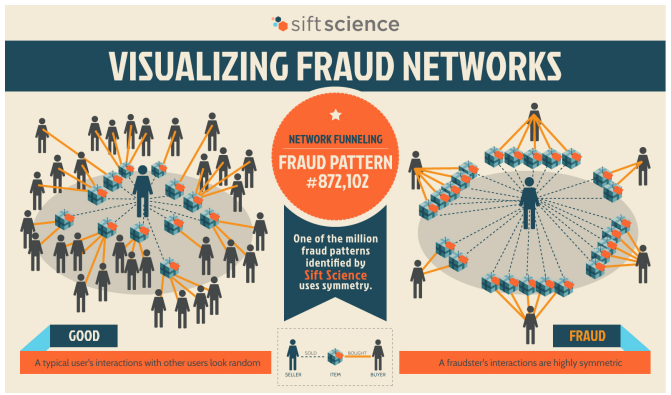 siftscience
VISUALIZING FRAUD NETWORKS
NETWORK FUNNELING
FRAUD PATTERN
#872,102
One of the million
fraud patterns
identified by
Sift Science
uses symmetry.
GOOD
A typical user's interactions with other users look random
SOLD
BOUGHT
SELLER
ITEM
BUYER
FRAUD
A fraudster's interactions are highly symmetric